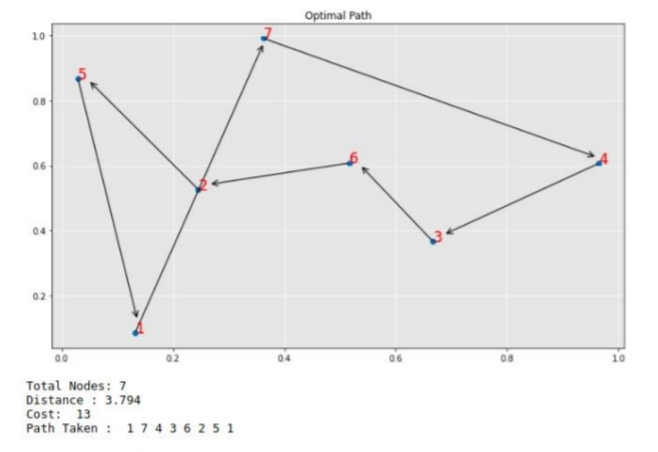 Optimal Path
1.0
7
5
0.8
0.6
6
4
2
0.4
3
0.2
1
0.0 0.2 0.4 0.6 0.8 1.0
Total Nodes: 7
Distance : 3.794
Cost:  13
Path Taken :  1 7 4 3 6 2 5 1